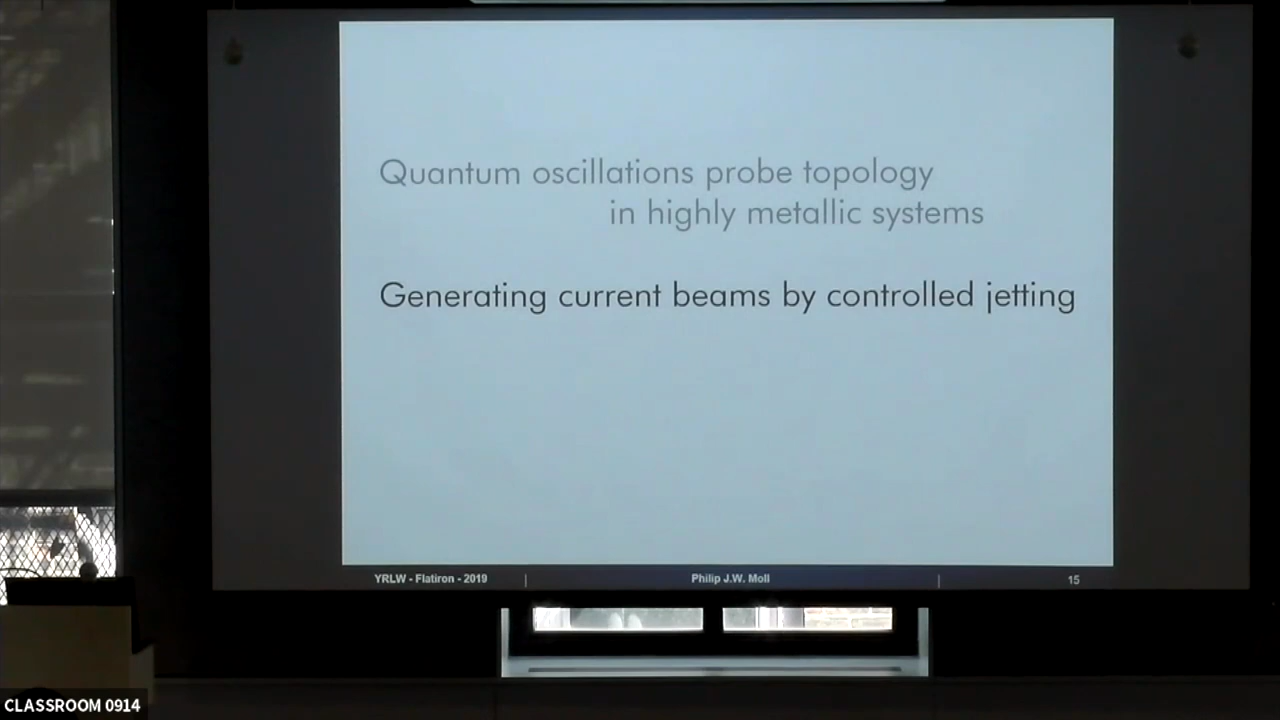 Quantum oscillations probe topology
in highly metallic systems
Generating current beams by controlled jetting
YRLW - Flatiron - 2019 | Philip J.W. Moll | 15
CLASSROOM 0914